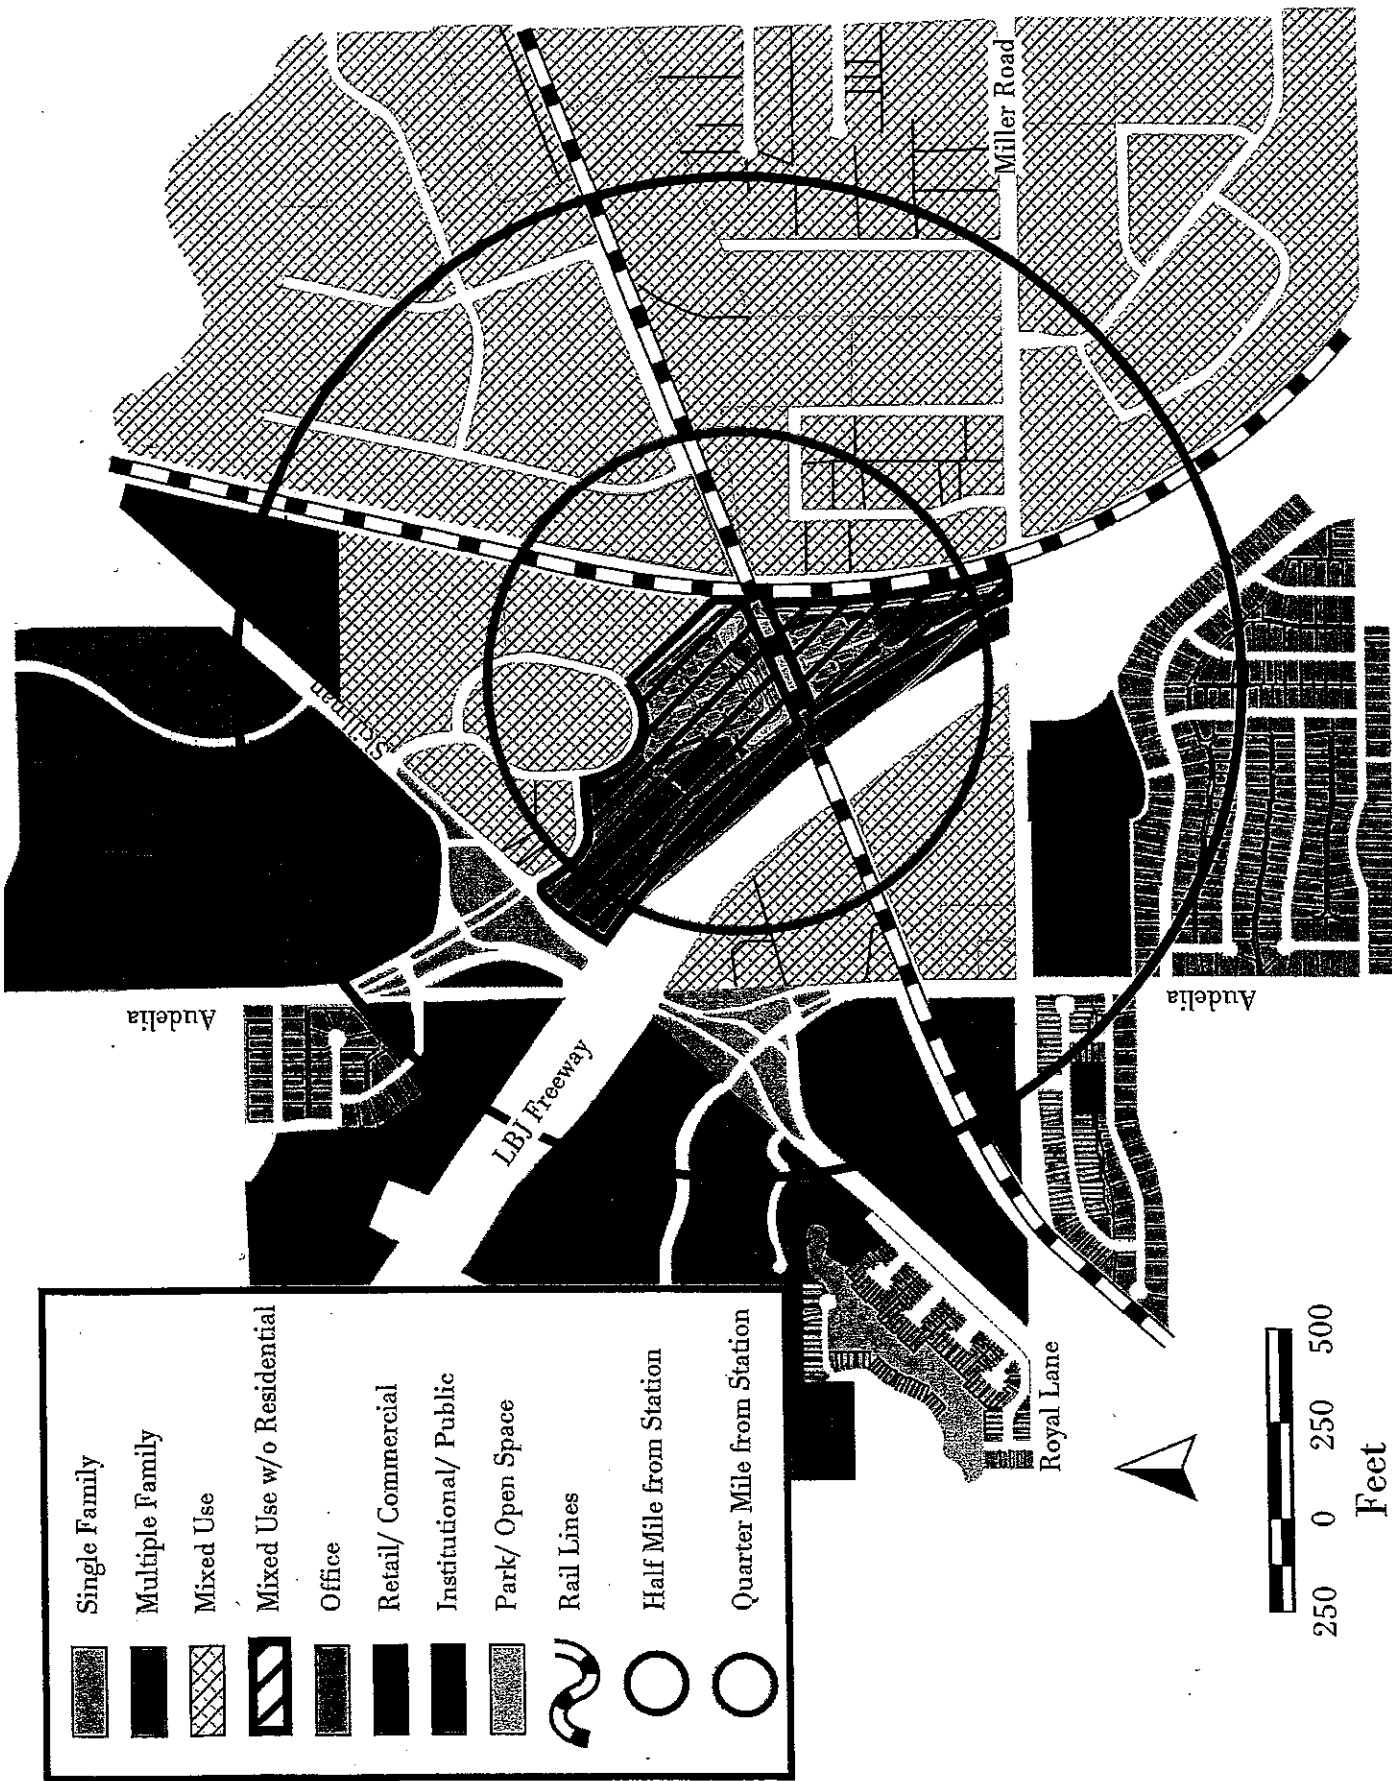 Single Family
Multiple Family
Mixed Use
Mixed Use w/o Residential
Office
Retail/ Commercial
Institutional/ Public
Park/ Open Space
Rail Lines
Half Mile from Station
Quarter Mile from Station
Audelia
Skillman
LBJ Freeway
Miller Road
Audelia
Royal Lane
250 0 250 500
Feet